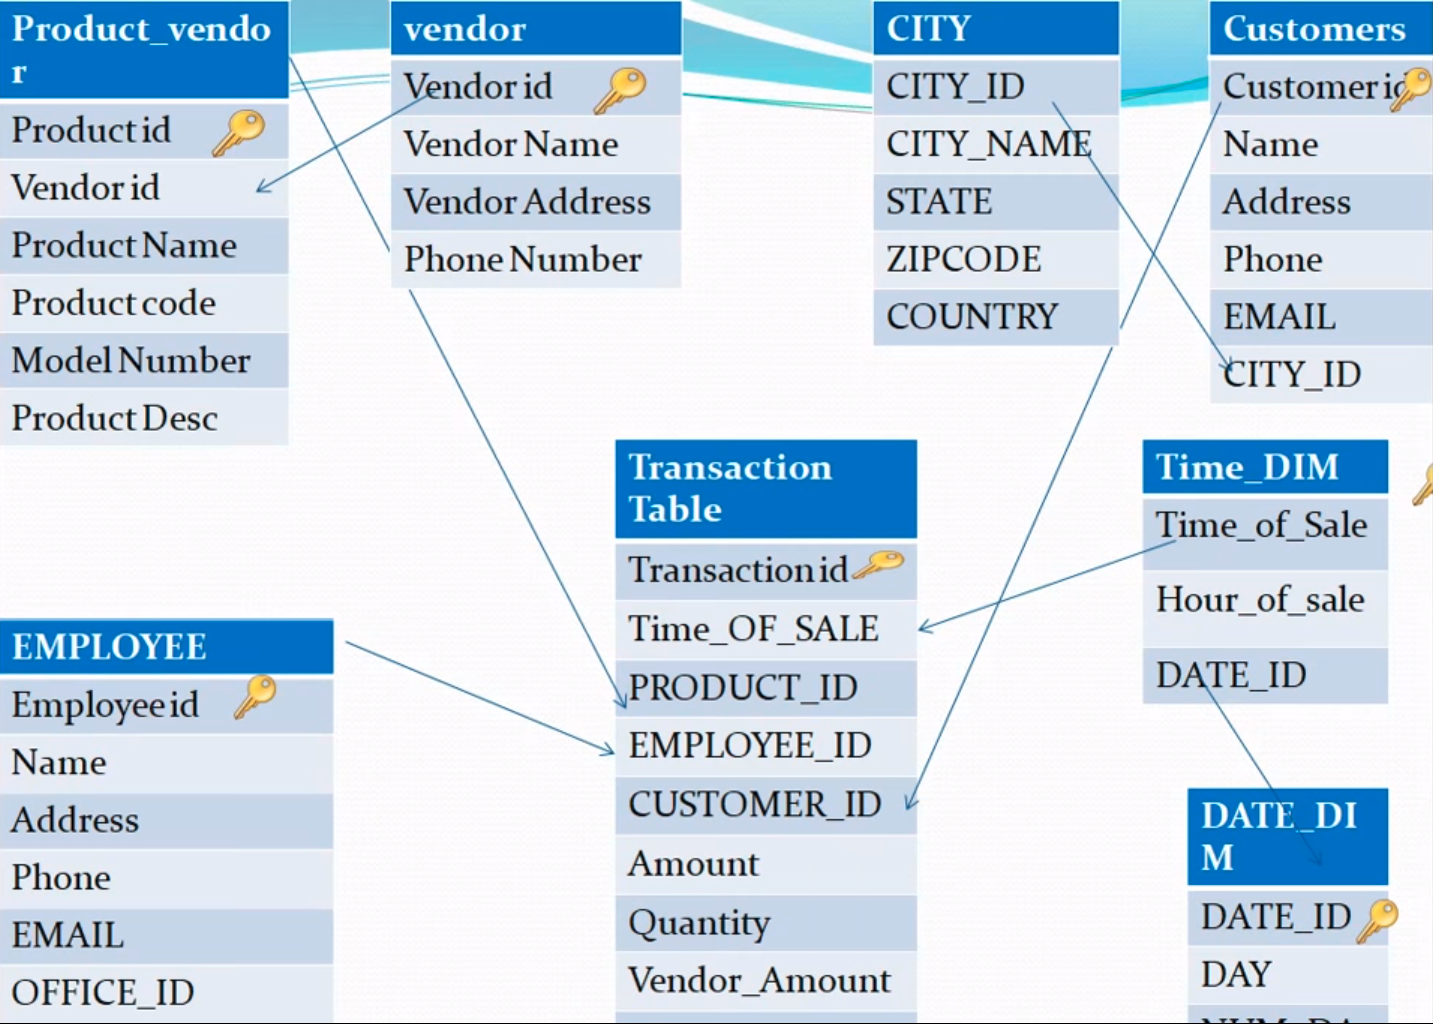 Product_vendo
r
Product id
Vendor id
Product Name
Product code
Model Number
Product Desc
vendor
Vendor id
Vendor Name
Vendor Address
Phone Number
CITY
CITY_ID
CITY_NAME
STATE
ZIPCODE
COUNTRY
Customers
Customer id
Name
Address
Phone
EMAIL
CITY_ID
Transaction
Table
Transaction id
Time_OF_SALE
PRODUCT_ID
EMPLOYEE_ID
CUSTOMER_ID
Amount
Quantity
Vendor_Amount
Time_DIM
Time_of_Sale
Hour_of_sale
DATE_ID
EMPLOYEE
Employee id
Name
Address
Phone
EMAIL
OFFICE_ID
DATE_DI
M
DATE_ID
DAY